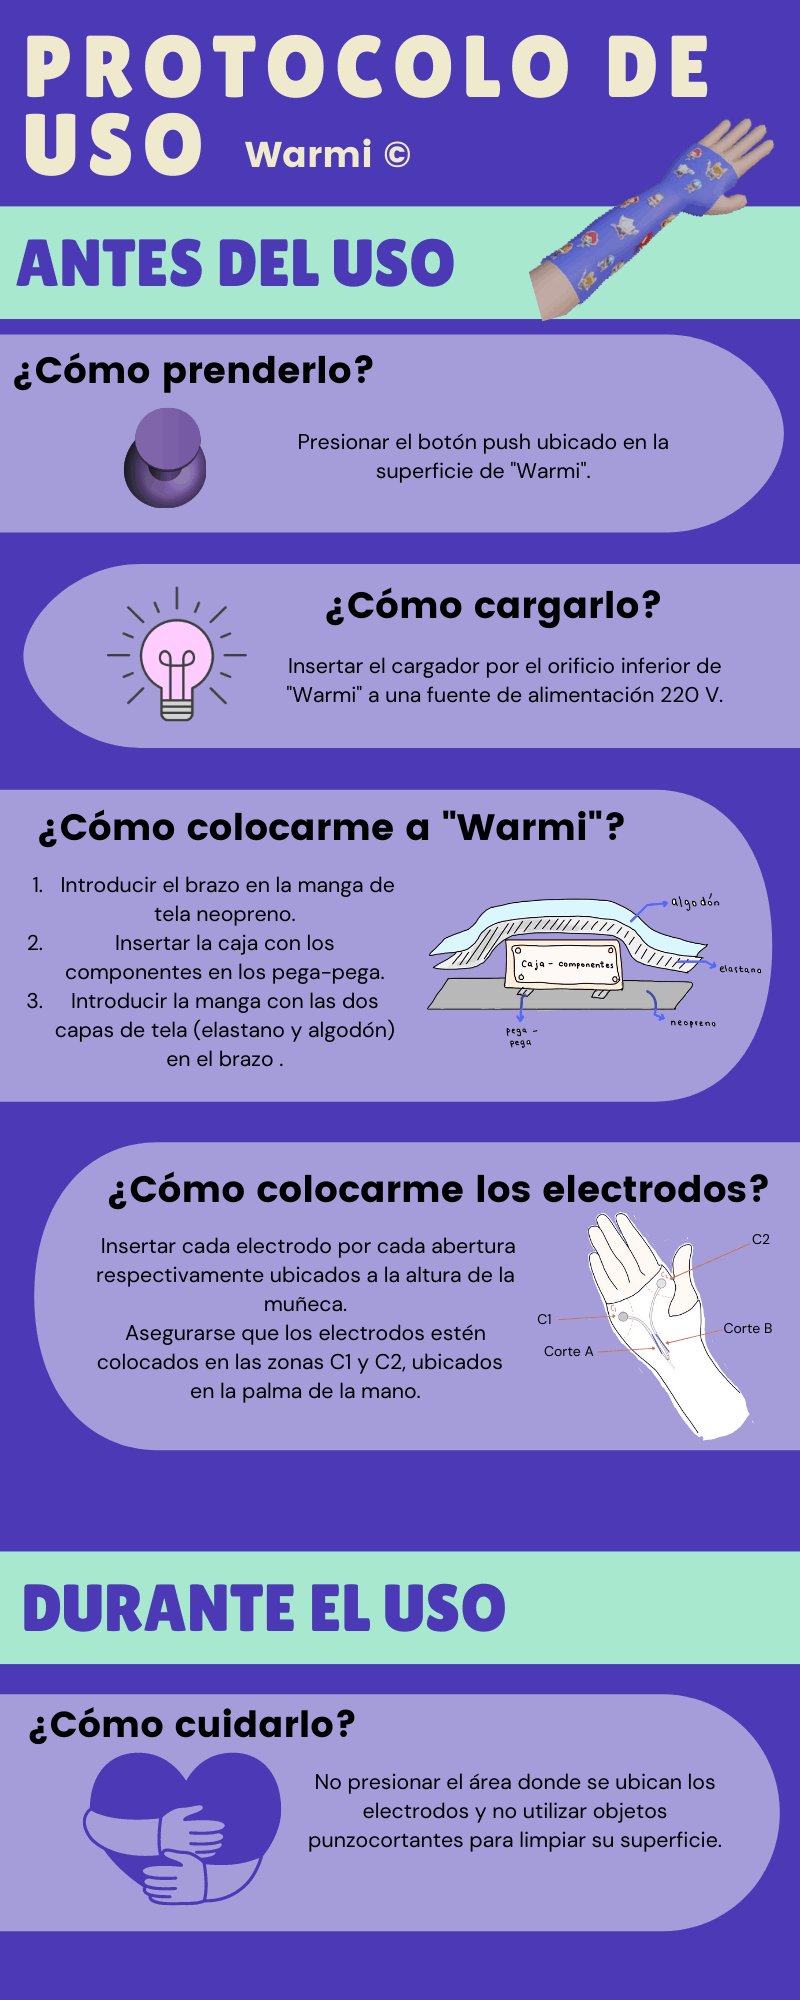 PROTOCOLO DE
USO Warmi ©
ANTES DEL USO
¿Cómo prenderlo?
Presionar el botón push ubicado en la
superficie de "Warmi".
¿Cómo cargarlo?
Insertar el cargador por el orificio inferior de
"Warmi" a una fuente de alimentación 220 V.
¿Cómo colocarme a "Warmi"?
1. Introducir el brazo en la manga de
tela neopreno.
2. Insertar la caja con los
componentes en los pega-pega.
3. Introducir la manga con las dos
capas de tela (elastano y algodón)
en el brazo .
algodón
Caja - componentes
elastano
neopreno
pega -
pega
¿Cómo colocarme los electrodos?
Insertar cada electrodo por cada abertura
respectivamente ubicados a la altura de la
muñeca.
Asegurarse que los electrodos estén
colocados en las zonas C1 y C2, ubicados
en la palma de la mano.
C2
C1
Corte B
Corte A
DURANTE EL USO
¿Cómo cuidarlo?
No presionar el área donde se ubican los
electrodos y no utilizar objetos
punzocortantes para limpiar su superficie.